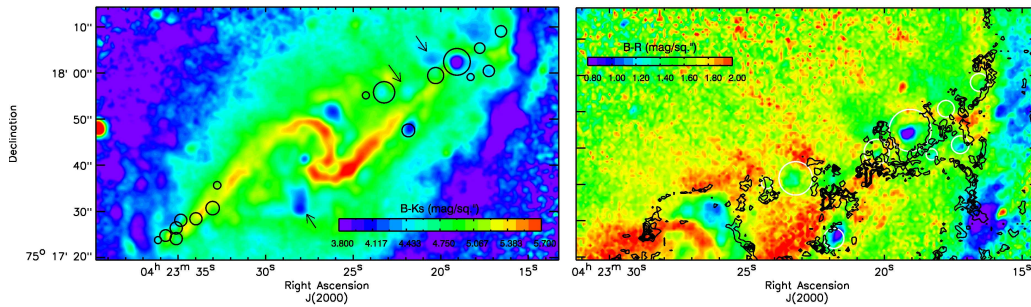 10"
18' 00"
50"
40"
30"
75° 17' 20"
Declination
B-Ks (mag/sq.")
3.800 4.117 4.433 4.750 5.067 5.383 5.700
04ʰ 23ᵐ 35ˢ 30ˢ 25ˢ 20ˢ 15ˢ
Right Ascension
J(2000)
B-R (mag/sq.")
0.80 1.00 1.20 1.40 1.60 1.80 2.00
04ʰ 23ᵐ 30ˢ 25ˢ 20ˢ 15ˢ
Right Ascension
J(2000)